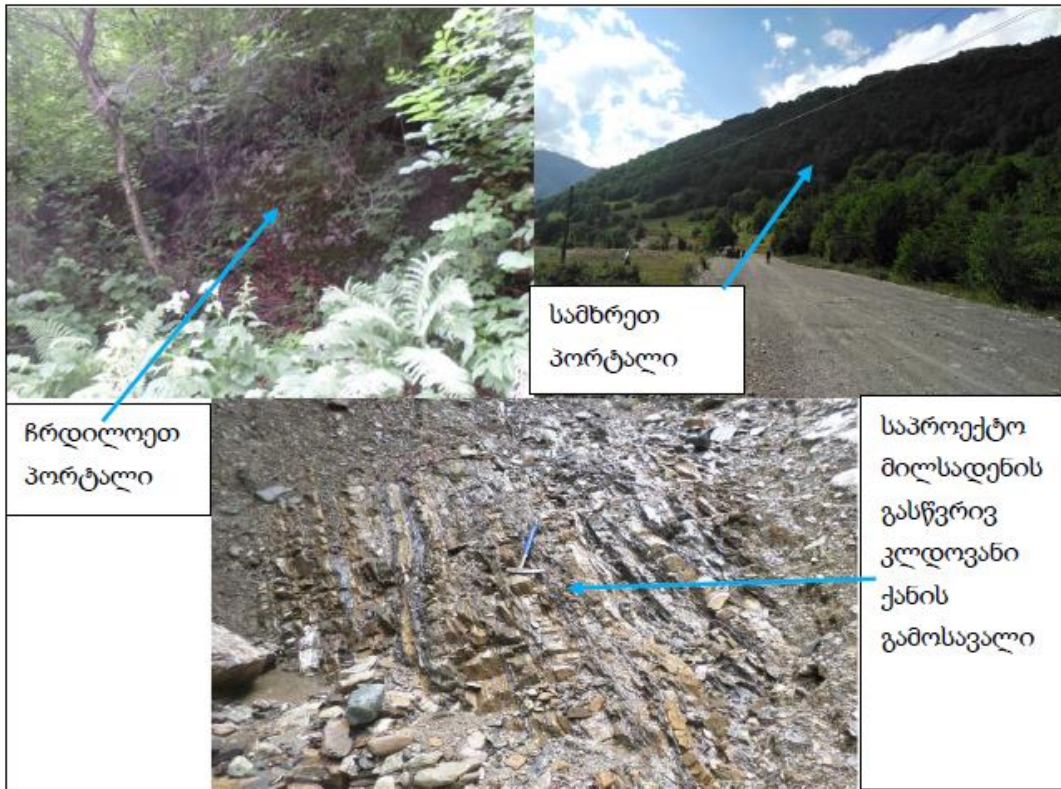 სამხრეთ
პორტალი
ჩრდილოეთ
პორტალი
საპროექტო
მილსადენის
გასწვრივ
კლდოვანი
ქანის
გამოსავალი